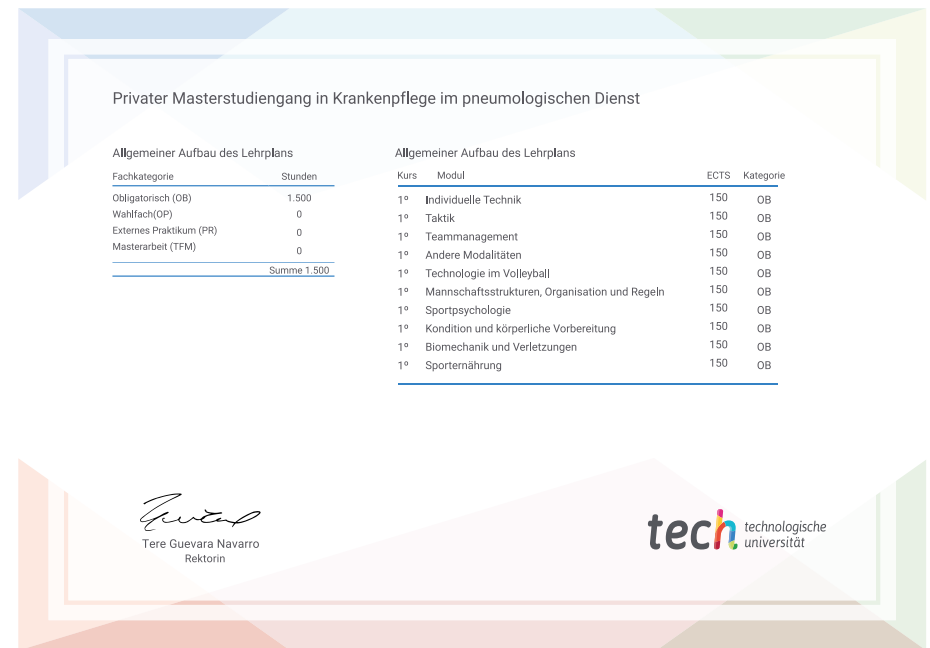 Privater Masterstudiengang in Krankenpflege im pneumologischen Dienst
Allgemeiner Aufbau des Lehrplans
Fachkategorie Stunden
Obligatorisch (OB) 1.500
Wahlfach(OP) 0
Externes Praktikum (PR) 0
Masterarbeit (TFM) 0
Summe 1.500
Allgemeiner Aufbau des Lehrplans
Kurs Modul ECTS Kategorie
1º Individuelle Technik 150 OB
1º Taktik 150 OB
1º Teammanagement 150 OB
1º Andere Modalitäten 150 OB
1º Technologie im Volleyball 150 OB
1º Mannschaftsstrukturen, Organisation und Regeln 150 OB
1º Sportpsychologie 150 OB
1º Kondition und körperliche Vorbereitung 150 OB
1º Biomechanik und Verletzungen 150 OB
1º Sporternährung 150 OB
Tere Guevara Navarro
Rektorin
tech technologische
universität